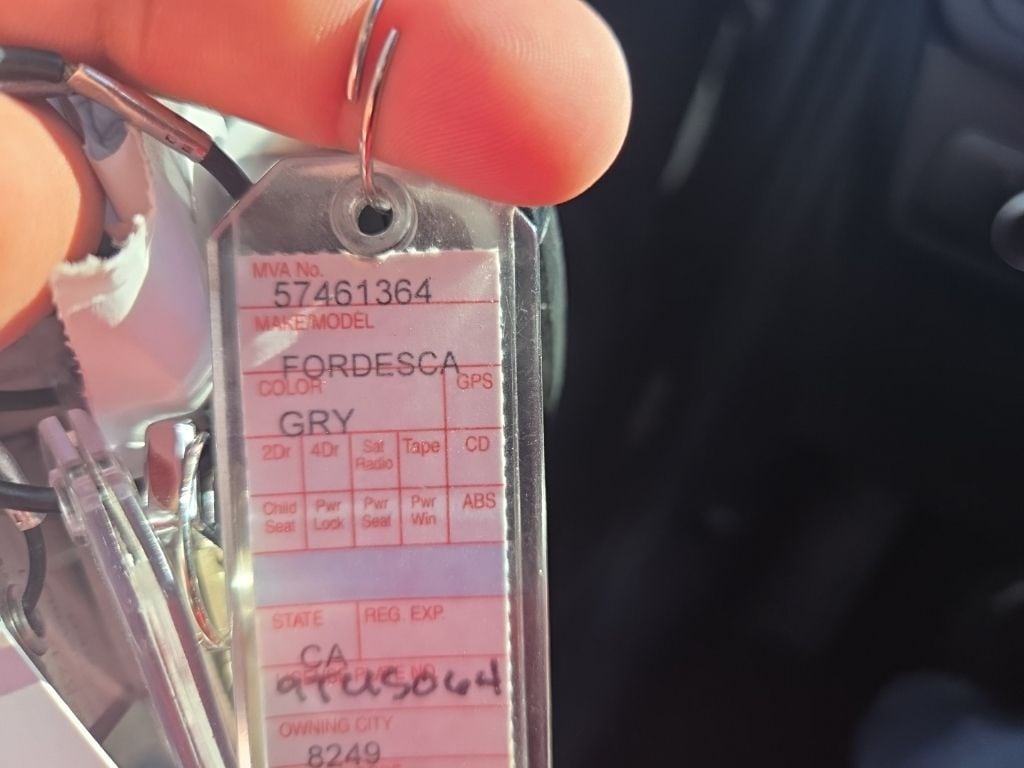 MVA No.
57461364
MAKE/MODEL
FORDESCA
COLOR
GPS
GRY
2Dr 4Dr Sat Radio Tape CD
Child Seat Pwr Lock Pwr Seat Pwr Win ABS
STATE REG. EXP.
CA
OWNING CITY
8249